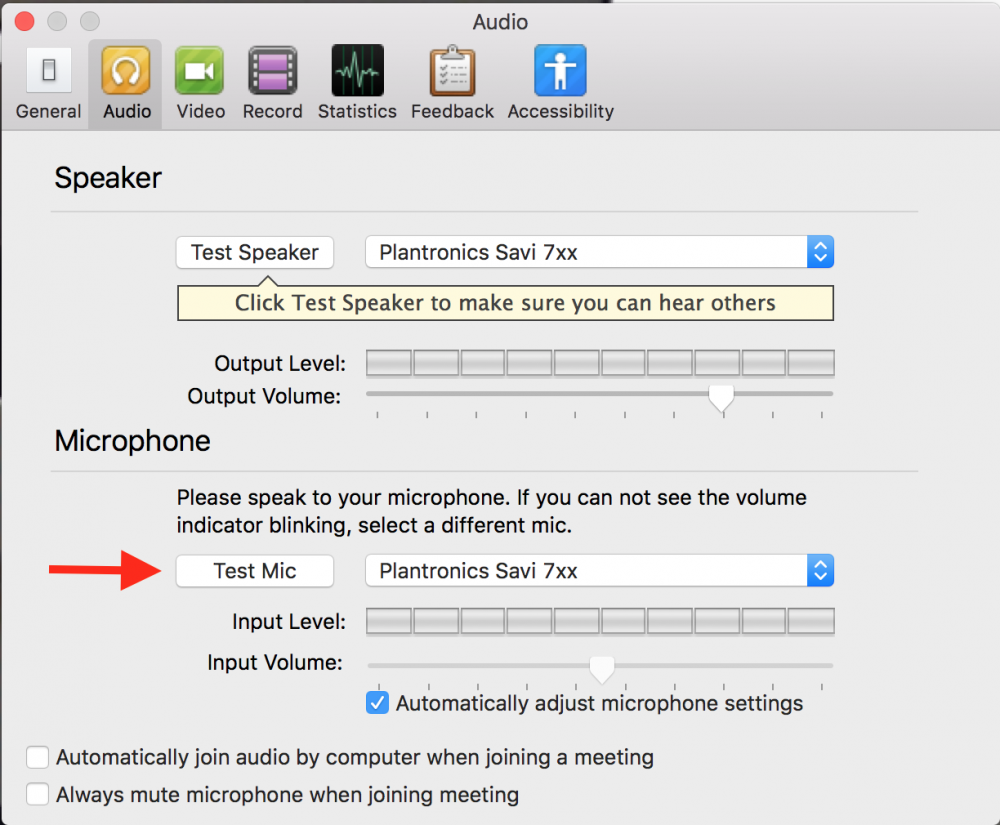 Audio
General Audio Video Record Statistics Feedback Accessibility
Speaker
Test Speaker Plantronics Savi 7xx
Click Test Speaker to make sure you can hear others
Output Level:
Output Volume:
Microphone
Please speak to your microphone. If you can not see the volume
indicator blinking, select a different mic.
Test Mic Plantronics Savi 7xx
Input Level:
Input Volume:
Automatically adjust microphone settings
Automatically join audio by computer when joining a meeting
Always mute microphone when joining meeting